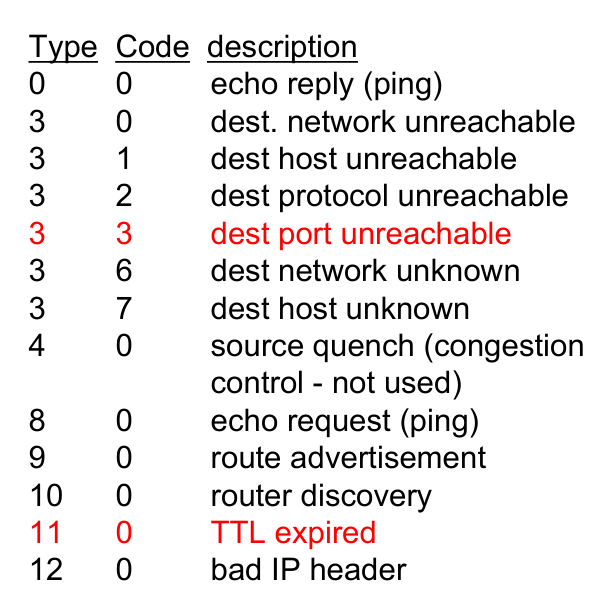 Type Code description
0 0 echo reply (ping)
3 0 dest. network unreachable
3 1 dest host unreachable
3 2 dest protocol unreachable
3 3 dest port unreachable
3 6 dest network unknown
3 7 dest host unknown
4 0 source quench (congestion
control - not used)
8 0 echo request (ping)
9 0 route advertisement
10 0 router discovery
11 0 TTL expired
12 0 bad IP header